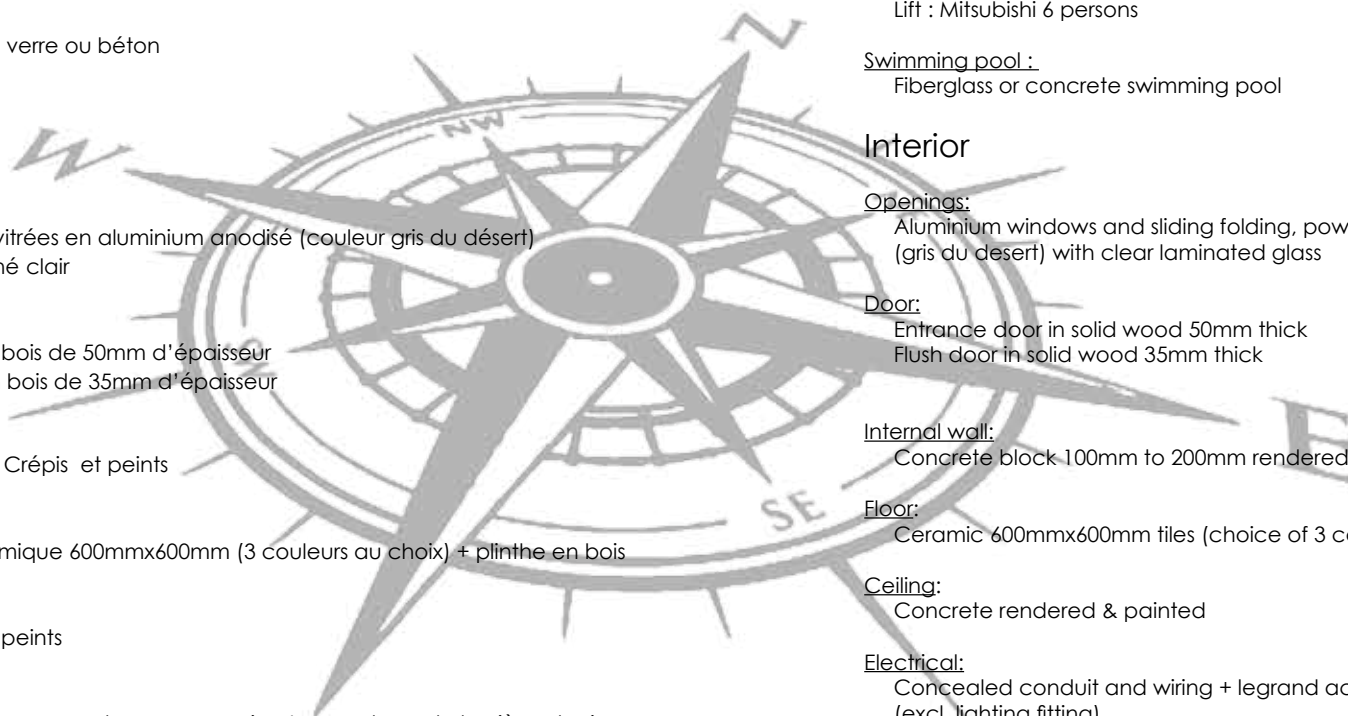 verre ou béton
vitrées en aluminium anodisé (couleur gris du désert)
né clair
bois de 50mm d'épaisseur
bois de 35mm d'épaisseur
Crépis et peints
mique 600mmx600mm (3 couleurs au choix) + plinthe en bois
peints
N
NW
W
SW
SE
E
Lift : Mitsubishi 6 persons
Swimming pool :
Fiberglass or concrete swimming pool
Interior
Openings:
Aluminium windows and sliding folding, pow
(gris du desert) with clear laminated glass
Door:
Entrance door in solid wood 50mm thick
Flush door in solid wood 35mm thick
Internal wall:
Concrete block 100mm to 200mm rendered
Floor:
Ceramic 600mmx600mm tiles (choice of 3 c
Ceiling:
Concrete rendered & painted
Electrical:
Concealed conduit and wiring + legrand ac
(excl. lighting fitting)